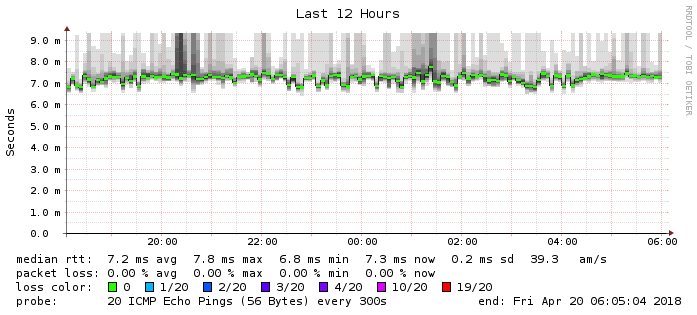 Last 12 Hours
RRDTOOL / TOBI OETIKER
Seconds
9.0 m
8.0 m
7.0 m
6.0 m
5.0 m
4.0 m
3.0 m
2.0 m
1.0 m
0.0
20:00 22:00 00:00 02:00 04:00 06:00
median rtt: 7.2 ms avg 7.8 ms max 6.8 ms min 7.3 ms now 0.2 ms sd 39.3 am/s
packet loss: 0.00 % avg 0.00 % max 0.00 % min 0.00 % now
loss color: 0 1/20 2/20 3/20 4/20 10/20 19/20
probe: 20 ICMP Echo Pings (56 Bytes) every 300s end: Fri Apr 20 06:05:04 2018